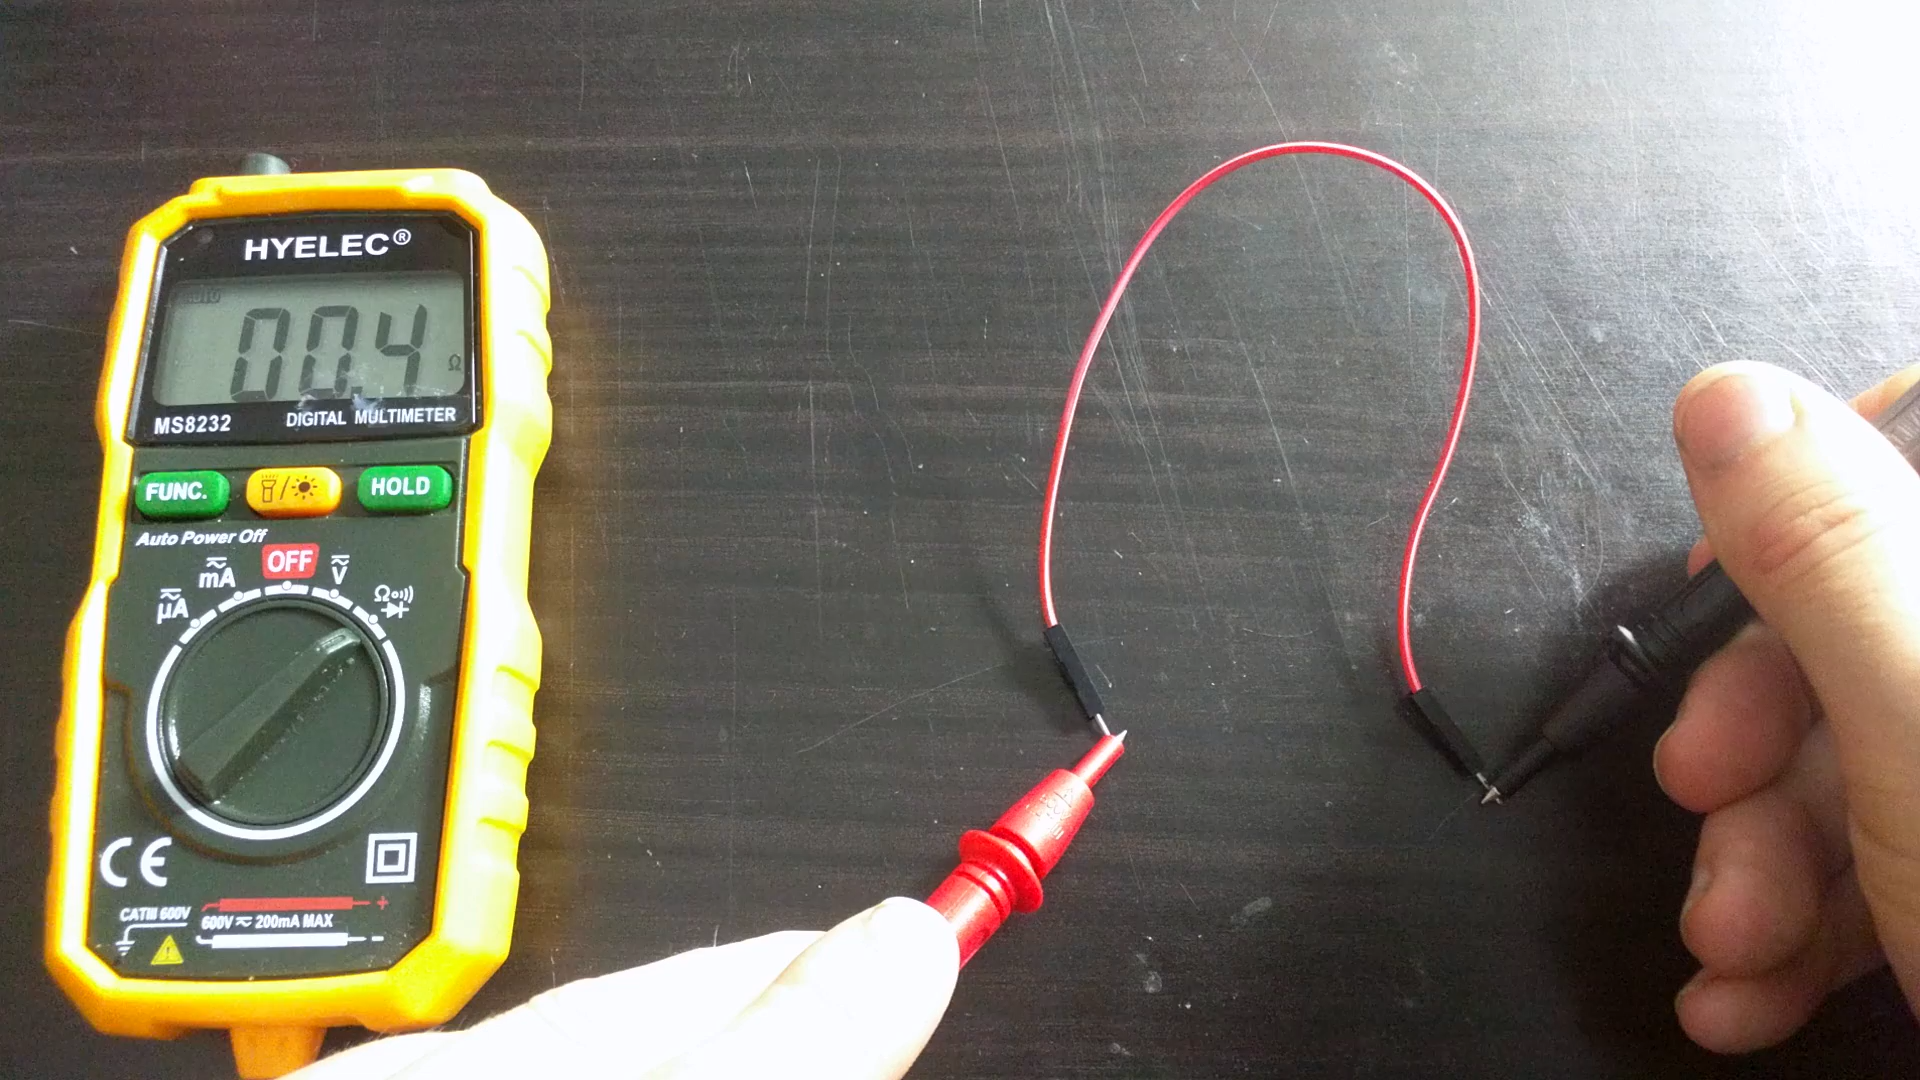 HYELEC®
AUTO
00.4 Ω
MS8232 DIGITAL MULTIMETER
FUNC. / HOLD
Auto Power Off
OFF
mA
V
µA
Ω
CE
CATIII 600V
600V 200mA MAX
+
-